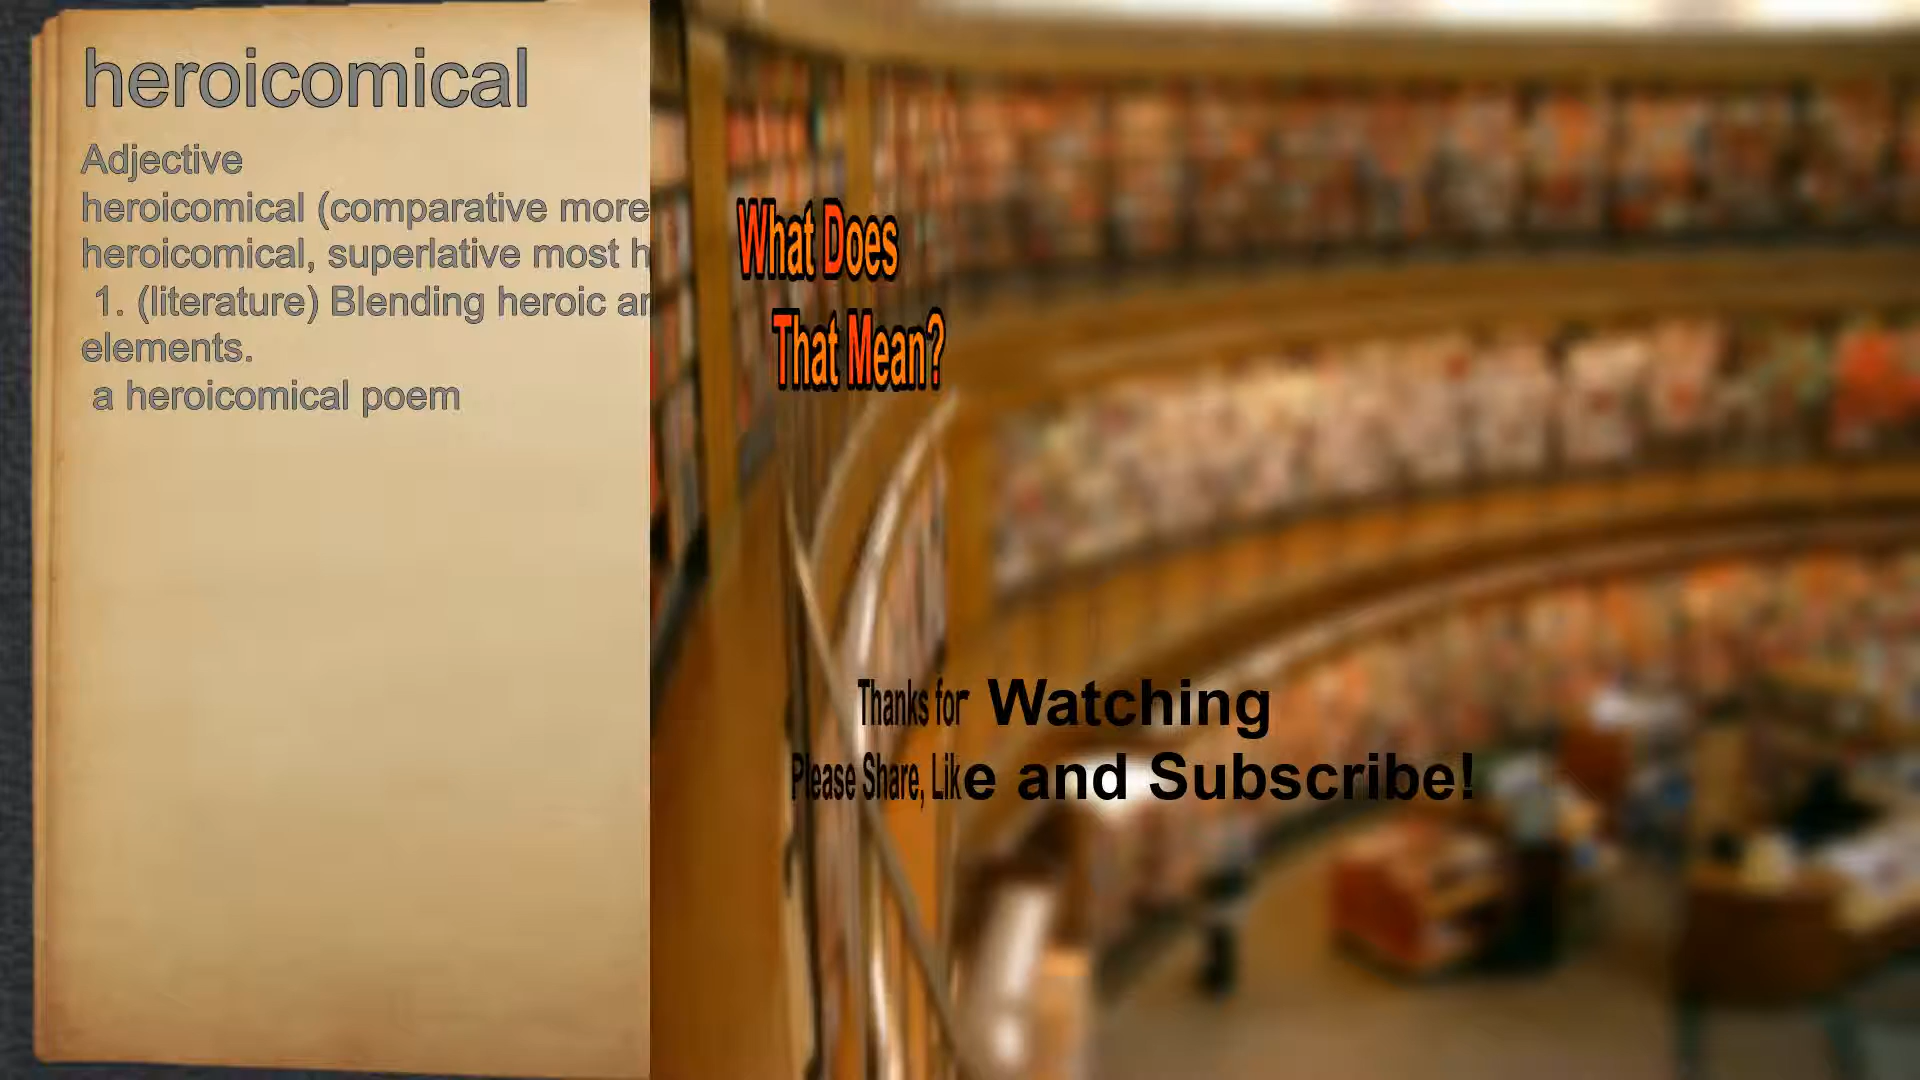 heroicomical
Adjective
heroicomical (comparative more
heroicomical, superlative most h
1. (literature) Blending heroic ar
elements.
a heroicomical poem
What Does
That Mean?
Thanks for Watching
Please Share, Like and Subscribe!